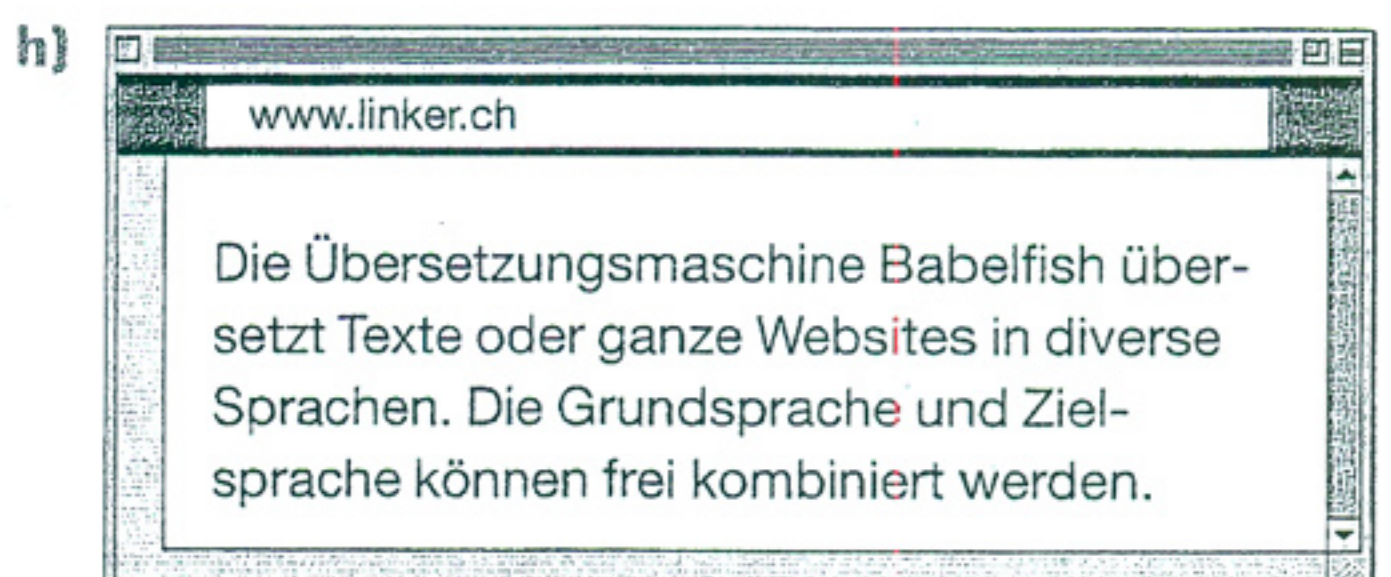 h)
www.linker.ch
Die Übersetzungsmaschine Babelfish über-
setzt Texte oder ganze Websites in diverse
Sprachen. Die Grundsprache und Ziel-
sprache können frei kombiniert werden.